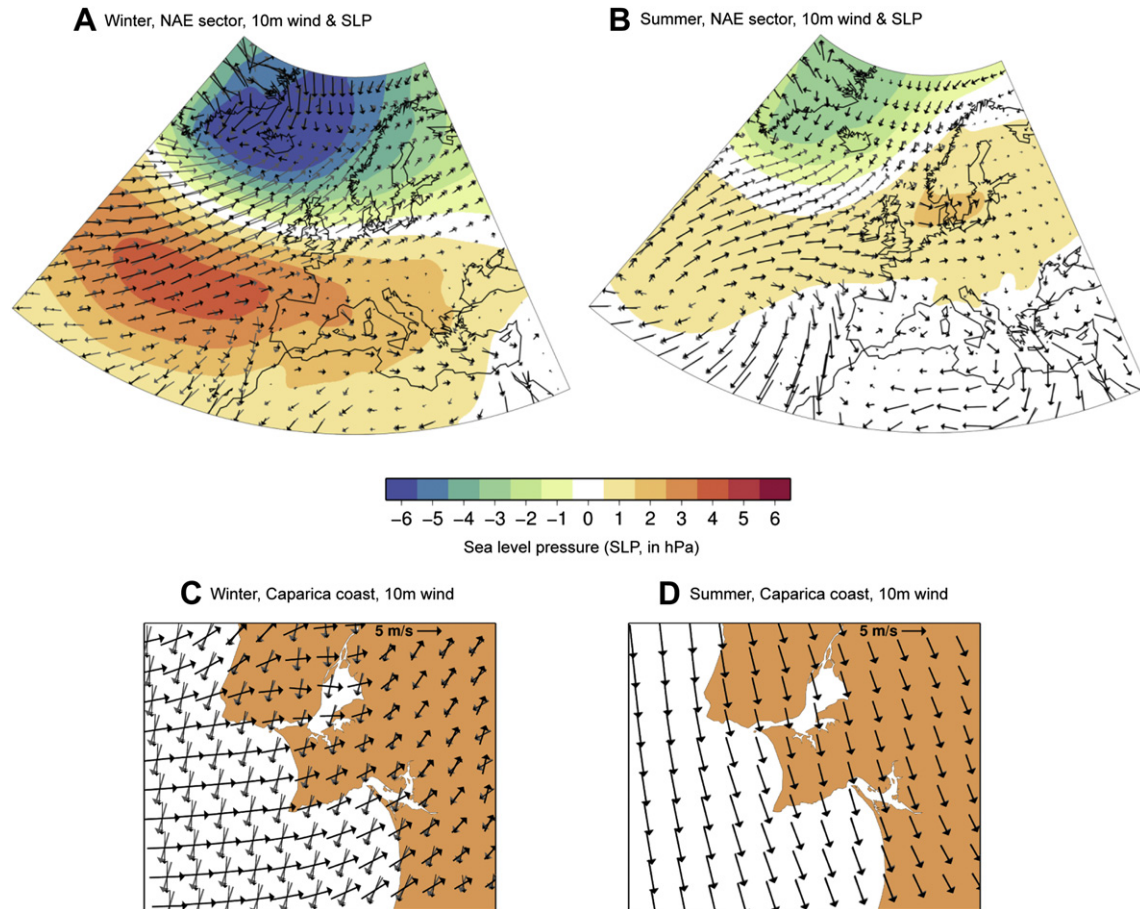 A Winter, NAE sector, 10m wind & SLP
B Summer, NAE sector, 10m wind & SLP
−6 −5 −4 −3 −2 −1 0 1 2 3 4 5 6
Sea level pressure (SLP, in hPa)
C Winter, Caparica coast, 10m wind
D Summer, Caparica coast, 10m wind
5 m/s
5 m/s